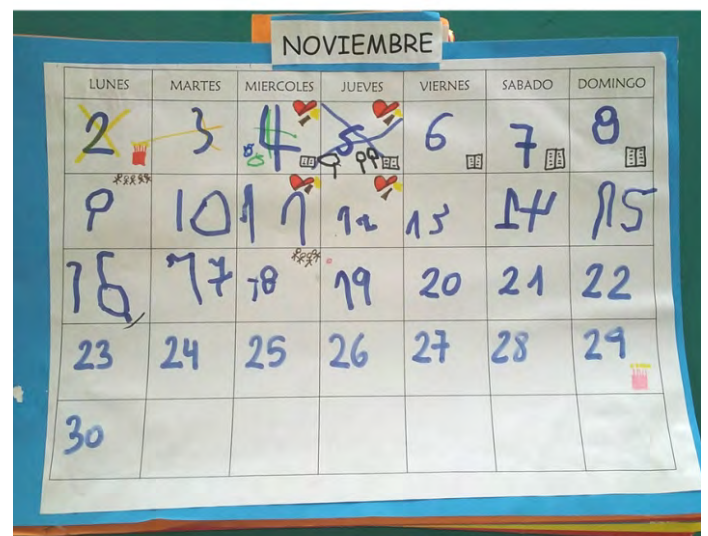 NOVIEMBRE
LUNES MARTES MIERCOLES JUEVES VIERNES SABADO DOMINGO
2 3 4 5 6 7 8
9 10 11 12 13 14 15
16 17 18 19 20 21 22
23 24 25 26 27 28 29
30